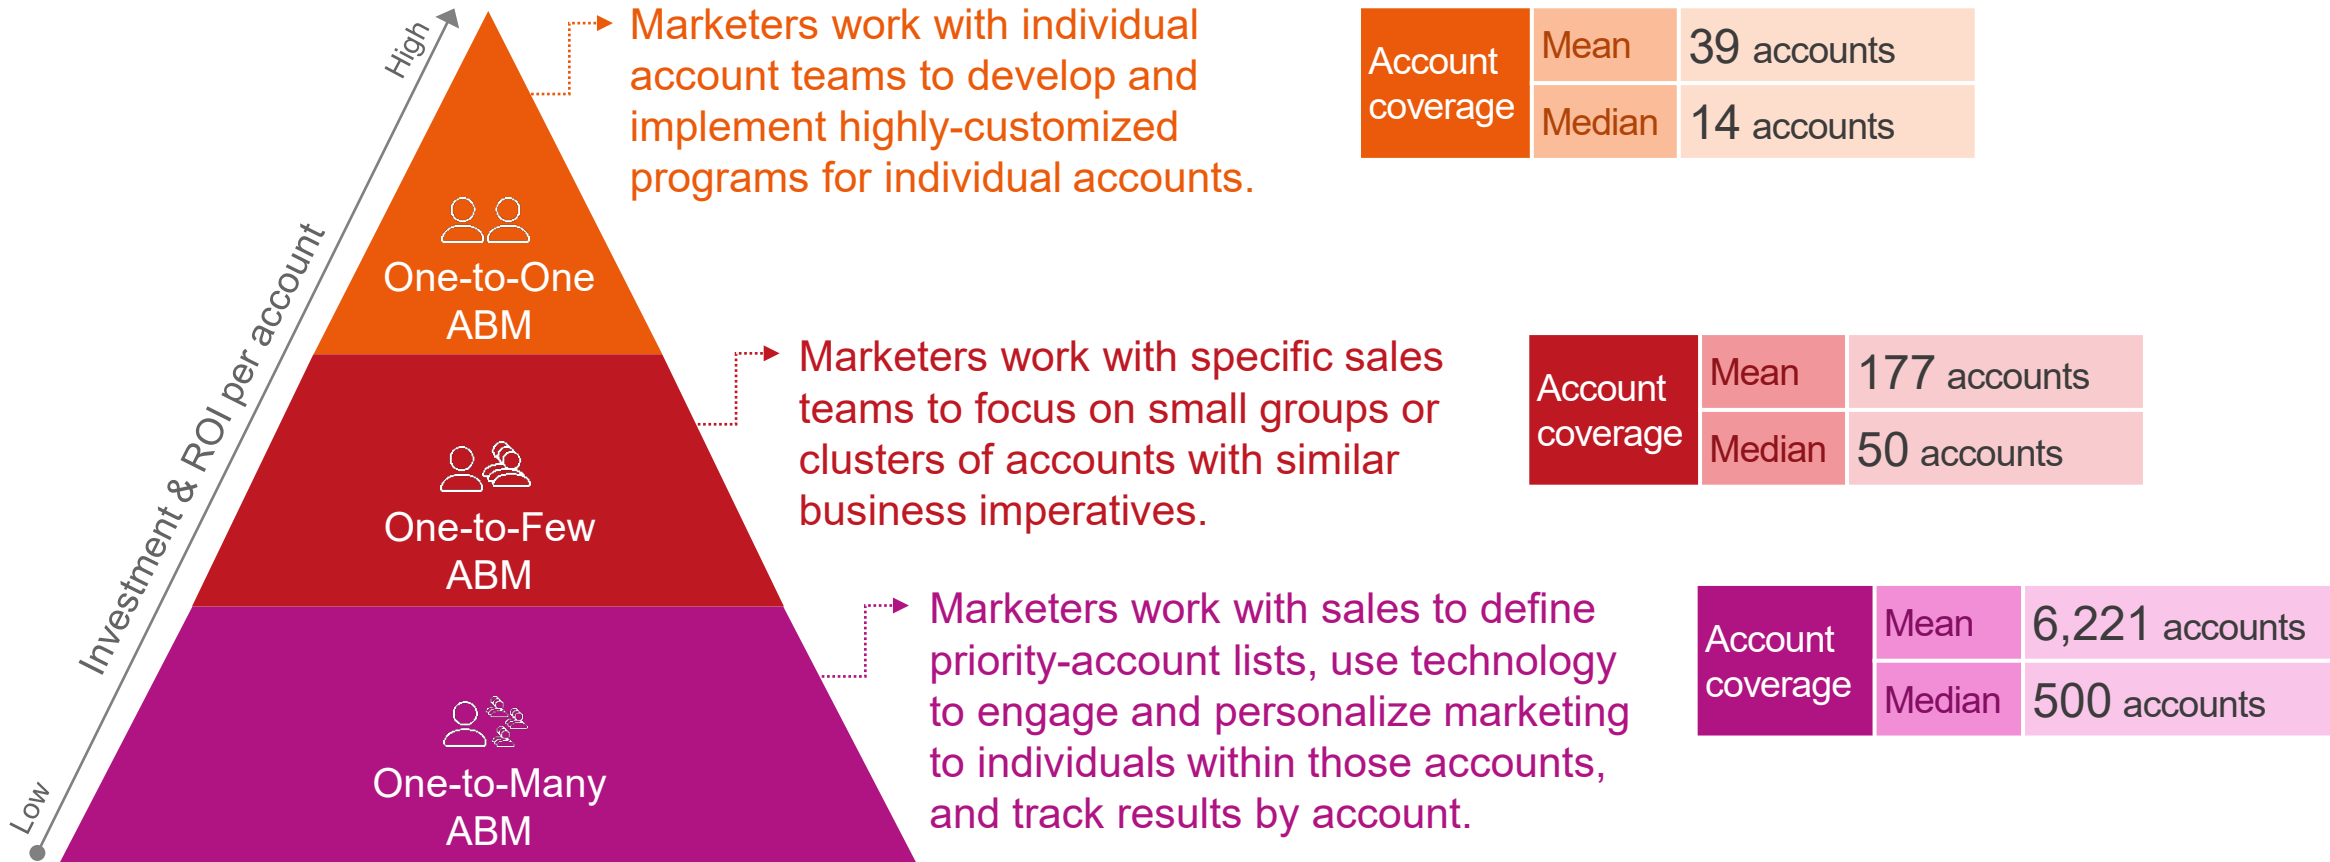 High
Investment & ROI per account
Low
One-to-One
ABM
Marketers work with individual
account teams to develop and
implement highly-customized
programs for individual accounts.
Account
coverage
Mean
39 accounts
Median
14 accounts
One-to-Few
ABM
Marketers work with specific sales
teams to focus on small groups or
clusters of accounts with similar
business imperatives.
Account
coverage
Mean
177 accounts
Median
50 accounts
One-to-Many
ABM
Marketers work with sales to define
priority-account lists, use technology
to engage and personalize marketing
to individuals within those accounts,
and track results by account.
Account
coverage
Mean
6,221 accounts
Median
500 accounts